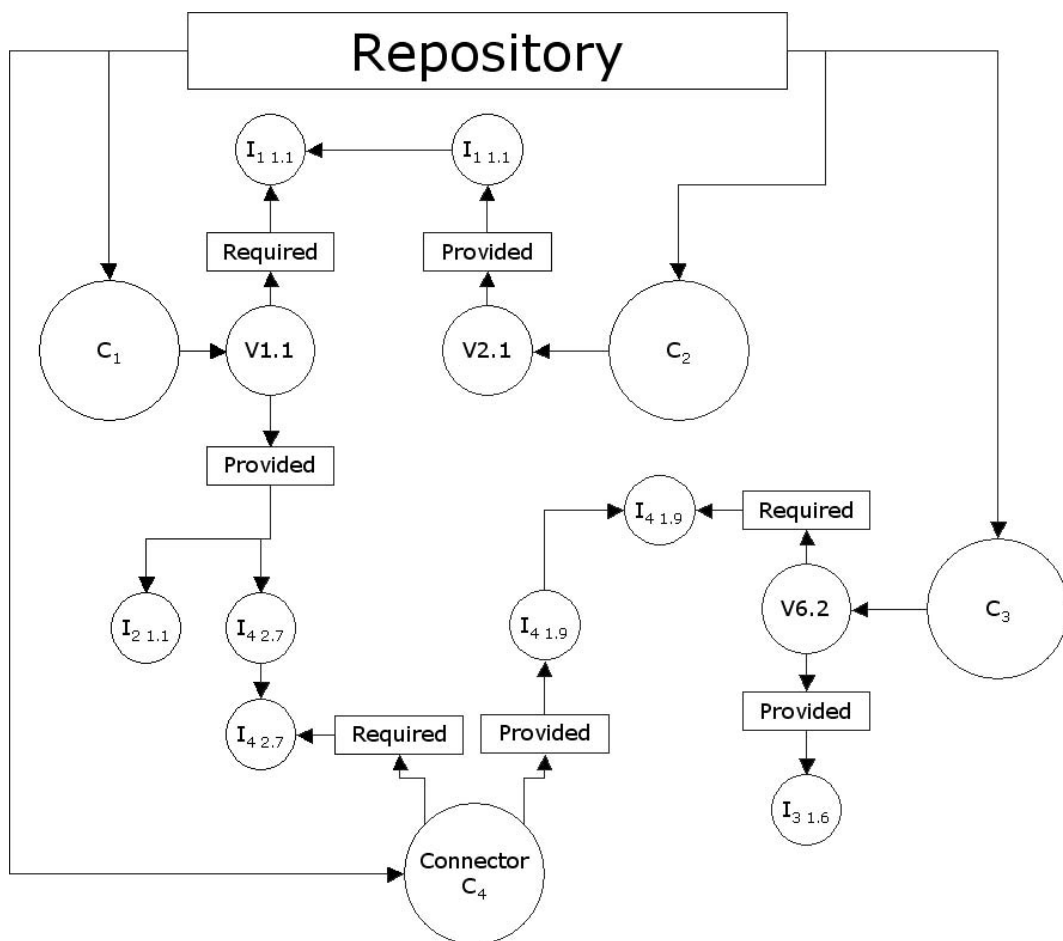 Repository
I1 1.1
I1 1.1
Required
Provided
C1
V1.1
V2.1
C2
Provided
I4 1.9
Required
I2 1.1
I4 2.7
I4 1.9
V6.2
C3
I4 2.7
Required
Provided
Provided
I3 1.6
Connector
C4